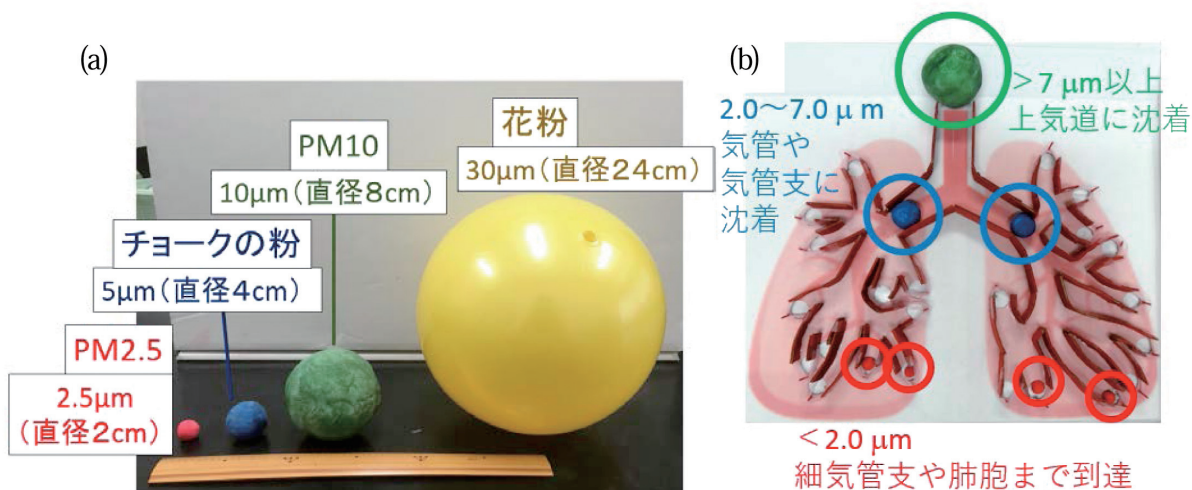 (a)
花粉
30μm(直径24cm)
PM10
10μm(直径8cm)
チョークの粉
5μm(直径4cm)
PM2.5
2.5μm
(直径2cm)
(b)
>7 μm以上
上気道に沈着
2.0～7.0 μ m
気管や
気管支に
沈着
<2.0 μm
細気管支や肺胞まで到達